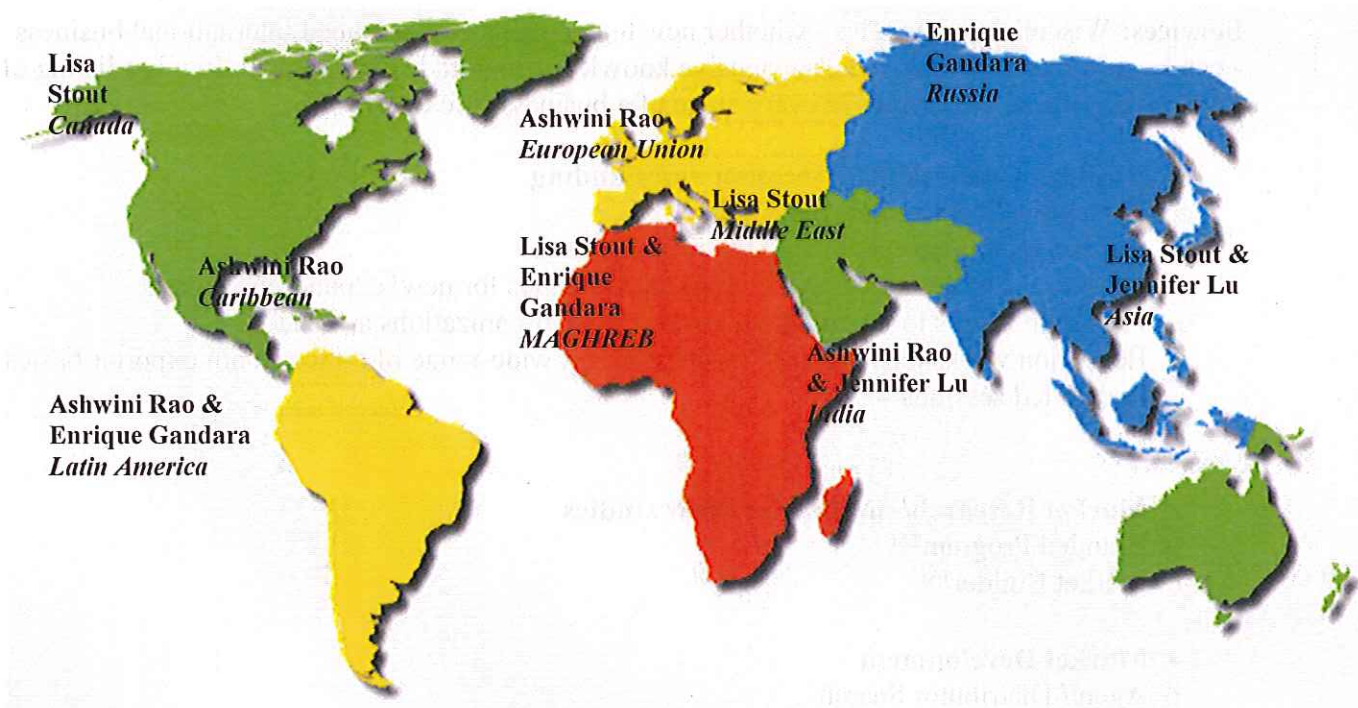 Lisa
Stout
Canada
Enrique
Gandara
Russia
Ashwini Rao
European Union
Lisa Stout
Middle East
Ashwini Rao
Caribbean
Lisa Stout &
Enrique
Gandara
MAGHREB
Lisa Stout &
Jennifer Lu
Asia
Ashwini Rao
& Jennifer Lu
India
Ashwini Rao &
Enrique Gandara
Latin America